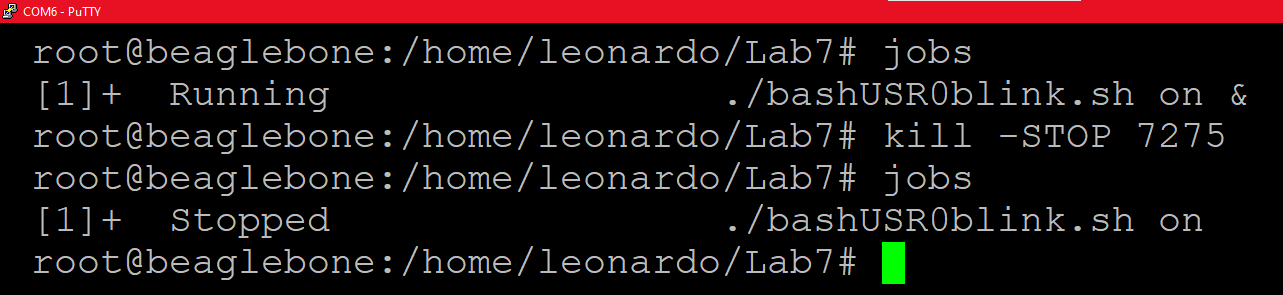 COM6 - PuTTY
root@beaglebone:/home/leonardo/Lab7# jobs
[1]+  Running                 ./bashUSR0blink.sh on &
root@beaglebone:/home/leonardo/Lab7# kill -STOP 7275
root@beaglebone:/home/leonardo/Lab7# jobs
[1]+  Stopped                 ./bashUSR0blink.sh on
root@beaglebone:/home/leonardo/Lab7#